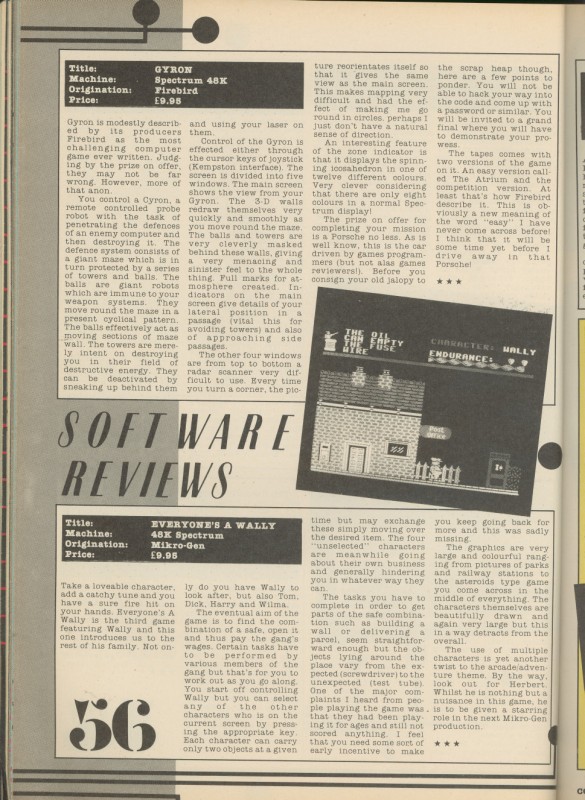 Title: GYRON
Machine: Spectrum 48K
Origination: Firebird
Price: £9.95
Gyron is modestly describ-
ed by its producers
Firebird as the most
challenging computer
game ever written. Judg-
ing by the prise on offer,
they may not be far
wrong. However, more of
that anon.
You control a Gyron, a
remote controlled probe
robot with the task of
penetrating the defences
of an enemy computer and
then destroying it. The
defence system consists of
a giant maze which is in
turn protected by a series
of towers and balls. The
balls are giant robots
which are immune to your
weapon systems. They
move round the maze in a
present cyclical pattern.
The balls effectively act as
moving sections of maze
wall. The towers are mere-
ly intent on destroying
you in their field of
destructive energy. They
can be deactivated by
sneaking up behind them
and using your laser on
them.
Control of the Gyron is
effected either through
the cursor keys of joystick
(Kempston interface). The
screen is divided into five
windows. The main screen
shows the view from your
Gyron. The 3-D walls
redraw themselves very
quickly and smoothly as
you move round the maze.
The balls and towers are
very cleverly masked
behind these walls, giving
a very menacing and
sinister feel to the whole
thing. Full marks for at-
mosphere created. In-
dicators on the main
screen give details of your
lateral position in a
passage (vital this for
avoiding towers) and also
of approaching side
passages.
The other four windows
are from top to bottom a
radar scanner very dif-
ficult to use. Every time
you turn a corner, the pic-
ture reorientates itself so
that it gives the same
view as the main screen.
This makes mapping very
difficult and had the ef-
fect of making me go
round in circles, perhaps I
just don't have a natural
sense of direction.
An interesting feature
of the zone indicator is
that it displays the spinn-
ing icosahedron in one of
twelve different colours.
Very clever considering
that there are only eight
colours in a normal Spec-
trum display!
The prise on offer for
completing your mission
is a Porsche no less. As is
well know, this is the car
driven by games program-
mers (but not alas games
reviewers!). Before you
consign your old jalopy to
the scrap heap though,
here are a few points to
ponder. You will not be
able to hack your way into
the code and come up with
a password or similar. You
will be invited to a grand
final where you will have
to demonstrate your pro-
wess.
The tapes comes with
two versions of the game
on it. An easy version call-
ed The Atrium and the
competition version. At
least that's how Firebird
describe it. This is ob-
viously a new meaning of
the word "easy" I have
never come across before!
I think that it will be
some time yet before I
drive away in that
Porsche!
★★★
THE OIL
CAN EMPTY
FUSE
WIRE
CHARACTER: WALLY
ENDURANCE:
POST
OFFICE
SOFTWARE
REVIEWS
Title: EVERYONE'S A WALLY
Machine: 48K Spectrum
Origination: Mikro-Gen
Price: £9.95
Take a loveable character,
add a catchy tune and you
have a sure fire hit on
your hands. Everyone's A
Wally is the third game
featuring Wally and this
one introduces us to the
rest of his family. Not on-
ly do you have Wally to
look after, but also Tom,
Dick, Harry and Wilma.
The eventual aim of the
game is to find the com-
bination of a safe, open it
and thus pay the gang's
wages. Certain tasks have
to be performed by
various members of the
gang but that's for you to
work out as you go along.
You start off controlling
Wally but you can select
any of the other
characters who is on the
current screen by press-
ing the appropriate key.
Each character can carry
only two objects at a given
time but may exchange
these simply moving over
the desired item. The four
"unselected" characters
are meanwhile going
about their own business
and generally hindering
you in whatever way they
can.
The tasks you have to
complete in order to get
parts of the safe combina-
tion such as building a
wall or delivering a
parcel, seem straightfor-
ward enough but the ob-
jects lying around the
place vary from the ex-
pected (screwdriver) to the
unexpected (test tube).
One of the major com-
plaints I heard from peo-
ple playing the game was
that they had been play-
ing it for ages and still not
scored anything. I feel
that you need some sort of
early incentive to make
you keep going back for
more and this was sadly
missing.
The graphics are very
large and colourful rang-
ing from pictures of parks
and railway stations to
the asteroids type game
you come across in the
middle of everything. The
characters themselves are
beautifully drawn and
again very large but this
in a way detracts from the
overall.
The use of multiple
characters is yet another
twist to the arcade/adven-
ture theme. By the way,
look out for Herbert.
Whilst he is nothing but a
nuisance in this game, he
is to be given a starring
role in the next Mikro-Gen
production.
★★★
56